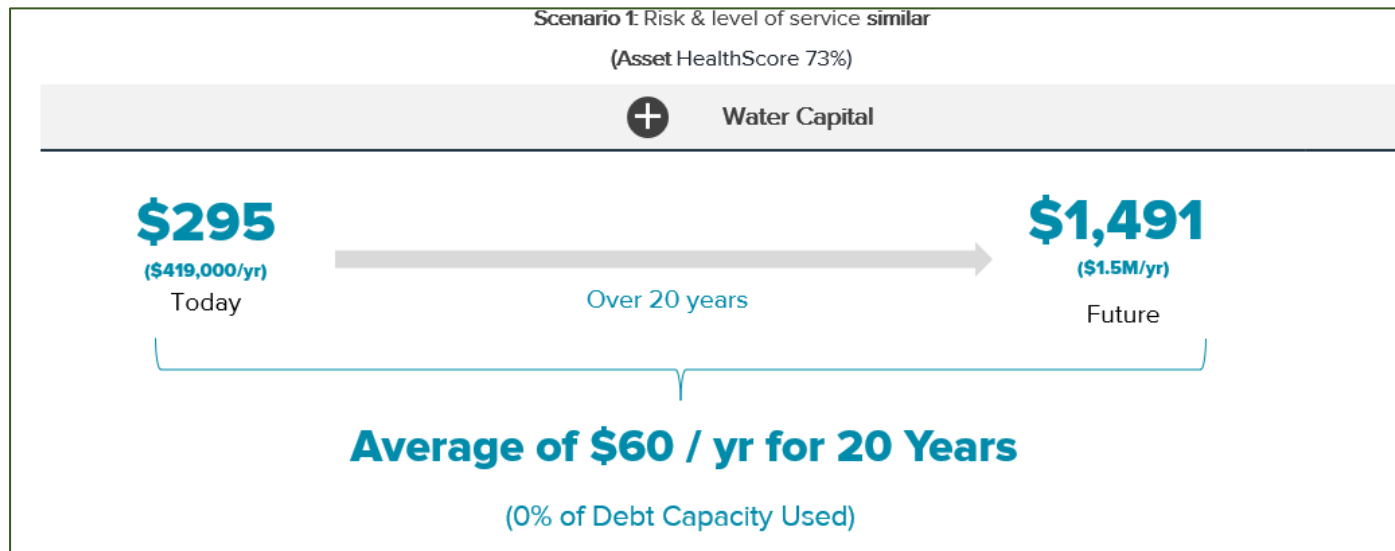 Scenario 1: Risk & level of service similar
(Asset HealthScore 73%)
Water Capital
$295
($419,000/yr)
Today
Over 20 years
$1,491
($1.5M/yr)
Future
Average of $60 / yr for 20 Years
(0% of Debt Capacity Used)